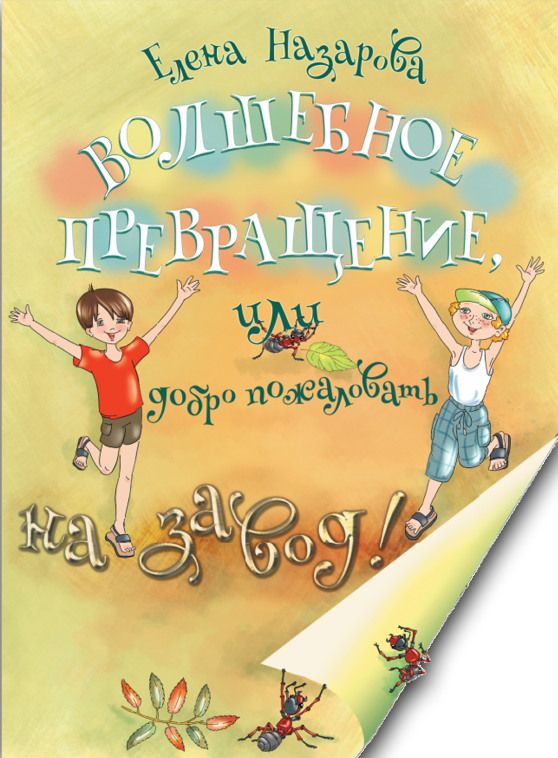 Елена Назарова
ВОЛШЕБНОЕ
ПРЕВРАЩЕНИЕ,
или
добро пожаловать
на завод!